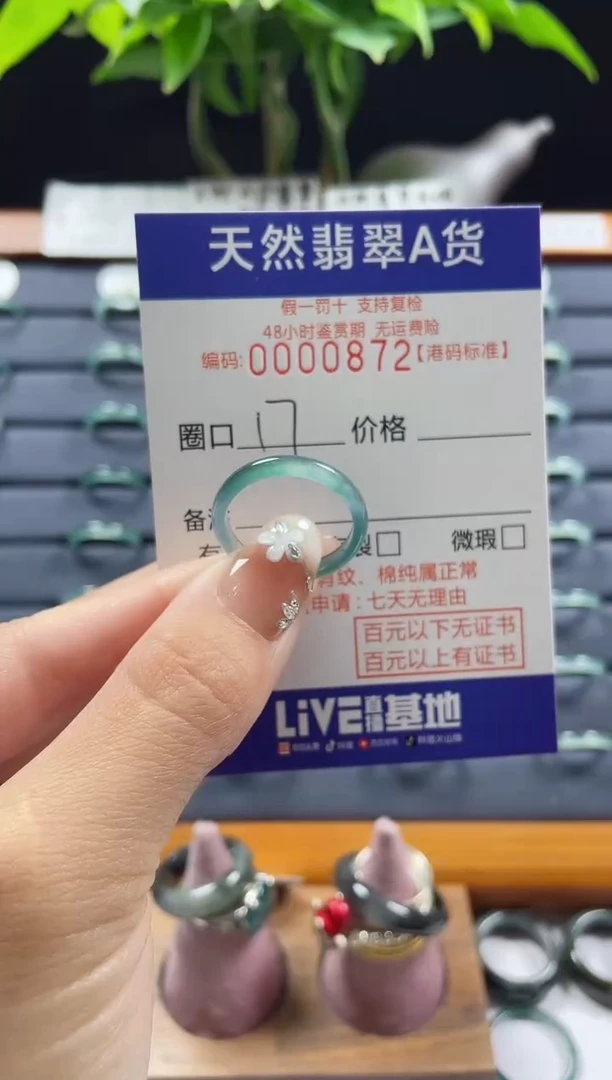 天然翡翠A货
假一罚十 支持复检
48小时鉴赏期 无运费险
编码:0000872【港码标准】
圈口 17 价格
备
裂□ 微瑕□
纹、棉纯属正常
申请:七天无理由
百元以下无证书
百元以上有证书
LiVE直播基地